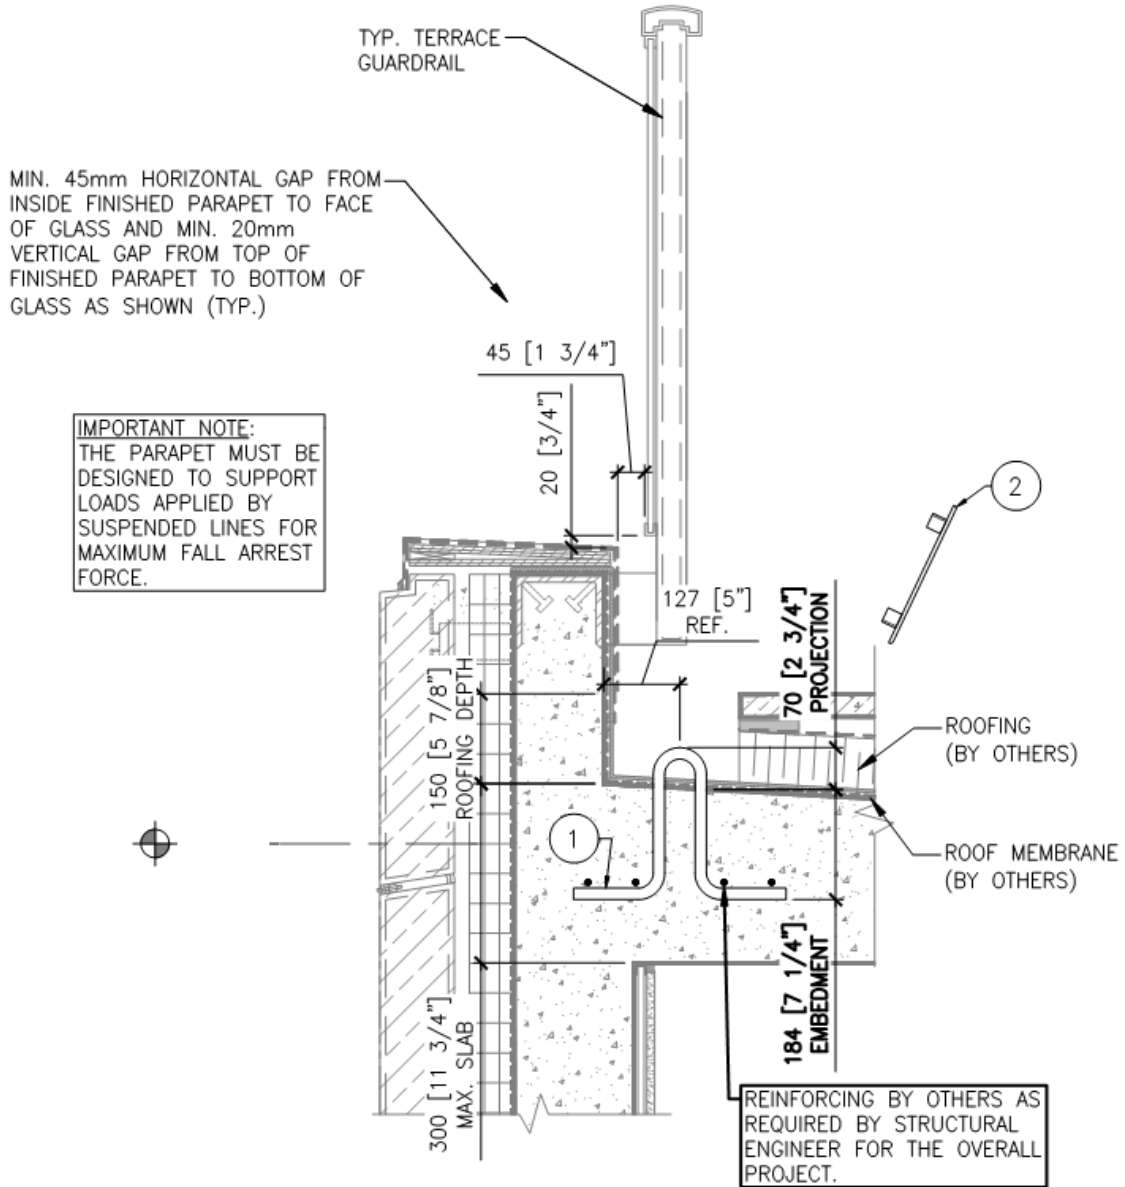 TYP. TERRACE
GUARDRAIL
MIN. 45mm HORIZONTAL GAP FROM
INSIDE FINISHED PARAPET TO FACE
OF GLASS AND MIN. 20mm
VERTICAL GAP FROM TOP OF
FINISHED PARAPET TO BOTTOM OF
GLASS AS SHOWN (TYP.)
45 [1 3/4"]
20 [3/4"]
IMPORTANT NOTE:
THE PARAPET MUST BE
DESIGNED TO SUPPORT
LOADS APPLIED BY
SUSPENDED LINES FOR
MAXIMUM FALL ARREST
FORCE.
2
127 [5"]
REF.
70 [2 3/4"]
PROJECTION
150 [5 7/8"]
ROOFING DEPTH
ROOFING
(BY OTHERS)
1
ROOF MEMBRANE
(BY OTHERS)
184 [7 1/4"]
EMBEDMENT
300 [11 3/4"]
MAX. SLAB
REINFORCING BY OTHERS AS
REQUIRED BY STRUCTURAL
ENGINEER FOR THE OVERALL
PROJECT.